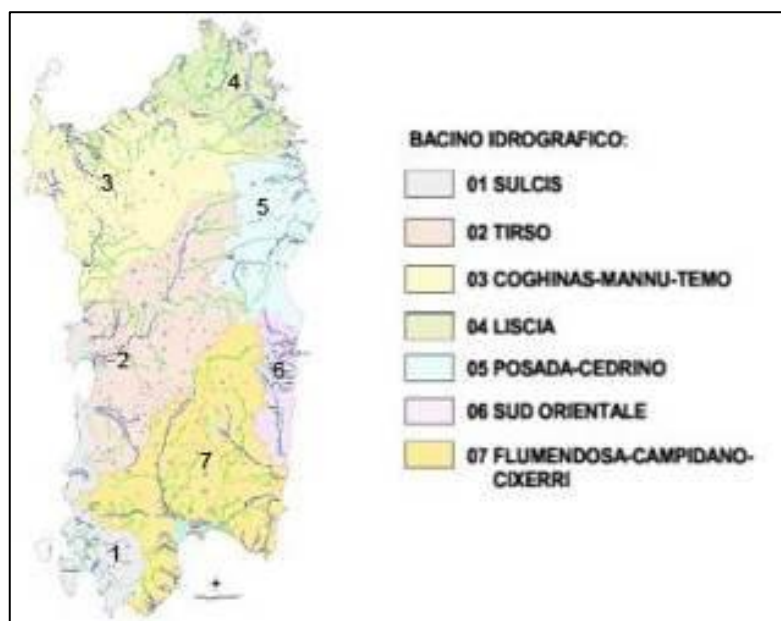 4
3
5
2
6
7
1
BACINO IDROGRAFICO:
01 SULCIS
02 TIRSO
03 COGHINAS-MANNU-TEMO
04 LISCIA
05 POSADA-CEDRINO
06 SUD ORIENTALE
07 FLUMENDOSA-CAMPIDANO-
CIXERRI